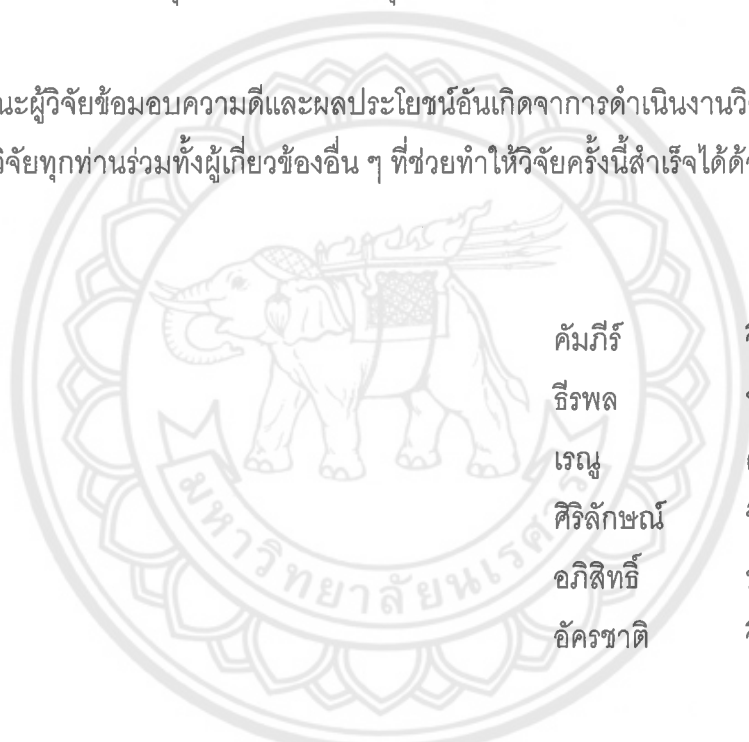 นะผู้วิจัยข้อมอบความดีและผลประโยชน์อันเกิดจาการดำเนินงานวิ
วิจัยทุกท่านร่วมทั้งผู้เกี่ยวข้องอื่น ๆ ที่ช่วยทำให้วิจัยครั้งนี้สำเร็จได้ด้
คัมภีร์
ธีรพล
เรณู
ศิริลักษณ์
อภิสิทธิ์
อัครชาติ
มหาวิทยาลัยนเรศวร